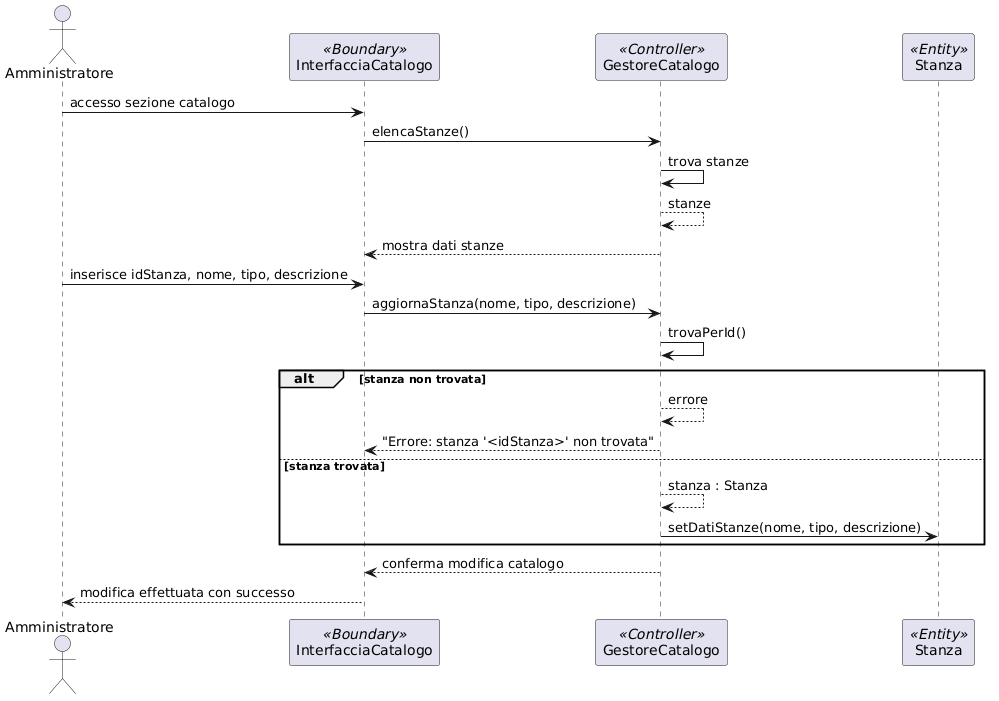 Amministratore
«Boundary»
InterfacciaCatalogo
«Controller»
GestoreCatalogo
«Entity»
Stanza
accesso sezione catalogo
elencaStanze()
trova stanze
stanze
mostra dati stanze
inserisce idStanza, nome, tipo, descrizione
aggiornaStanza(nome, tipo, descrizione)
trovaPerId()
alt [stanza non trovata]
errore
"Errore: stanza '<idStanza>' non trovata"
[stanza trovata]
stanza : Stanza
setDatiStanze(nome, tipo, descrizione)
conferma modifica catalogo
modifica effettuata con successo
Amministratore
«Boundary»
InterfacciaCatalogo
«Controller»
GestoreCatalogo
«Entity»
Stanza